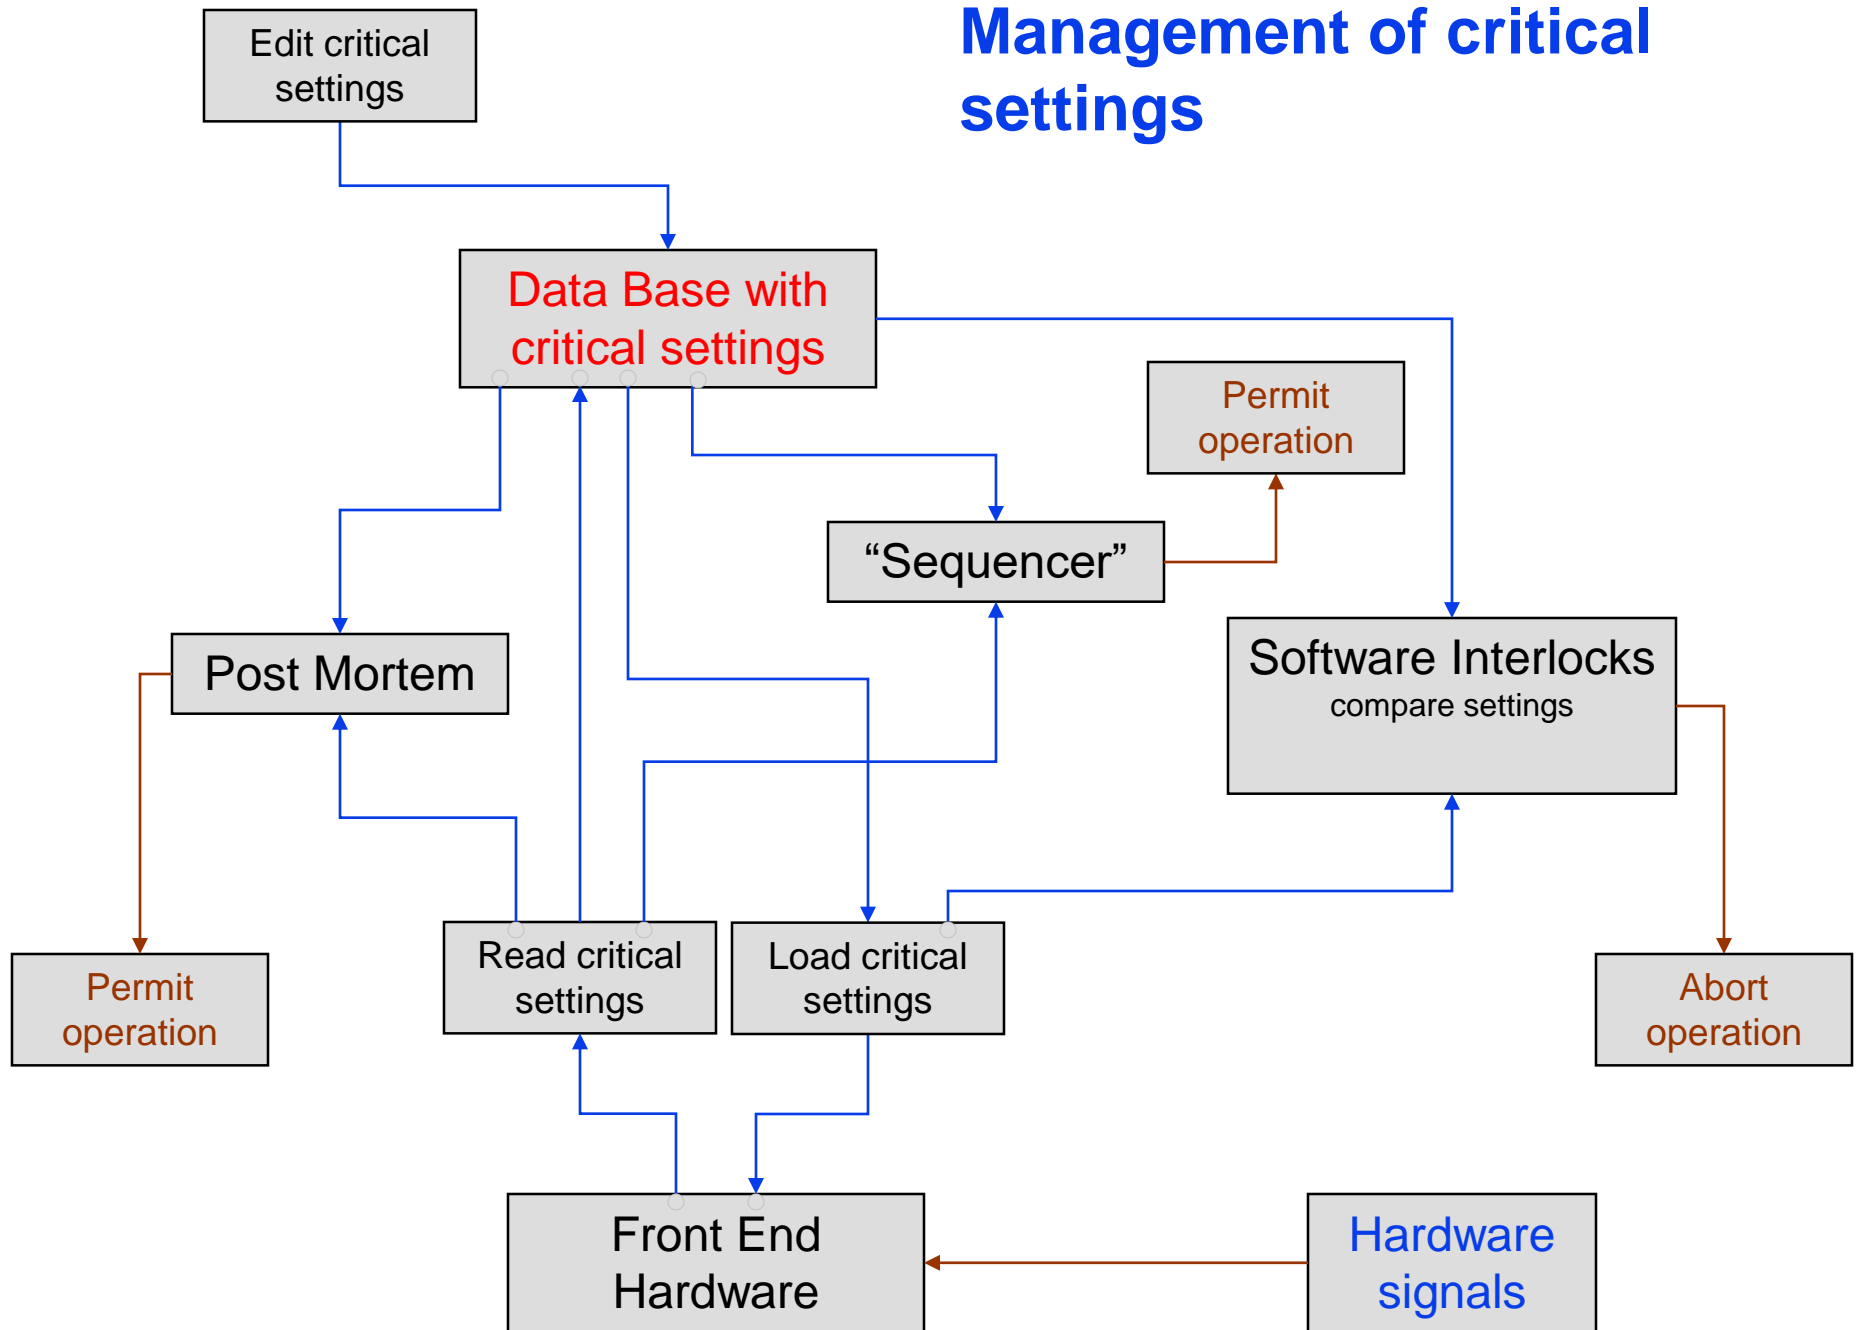 Management of critical
settings
Edit critical
settings
Data Base with
critical settings
Permit
operation
“Sequencer”
Post Mortem
Software Interlocks
compare settings
Read critical
settings
Load critical
settings
Permit
operation
Abort
operation
Front End
Hardware
Hardware
signals